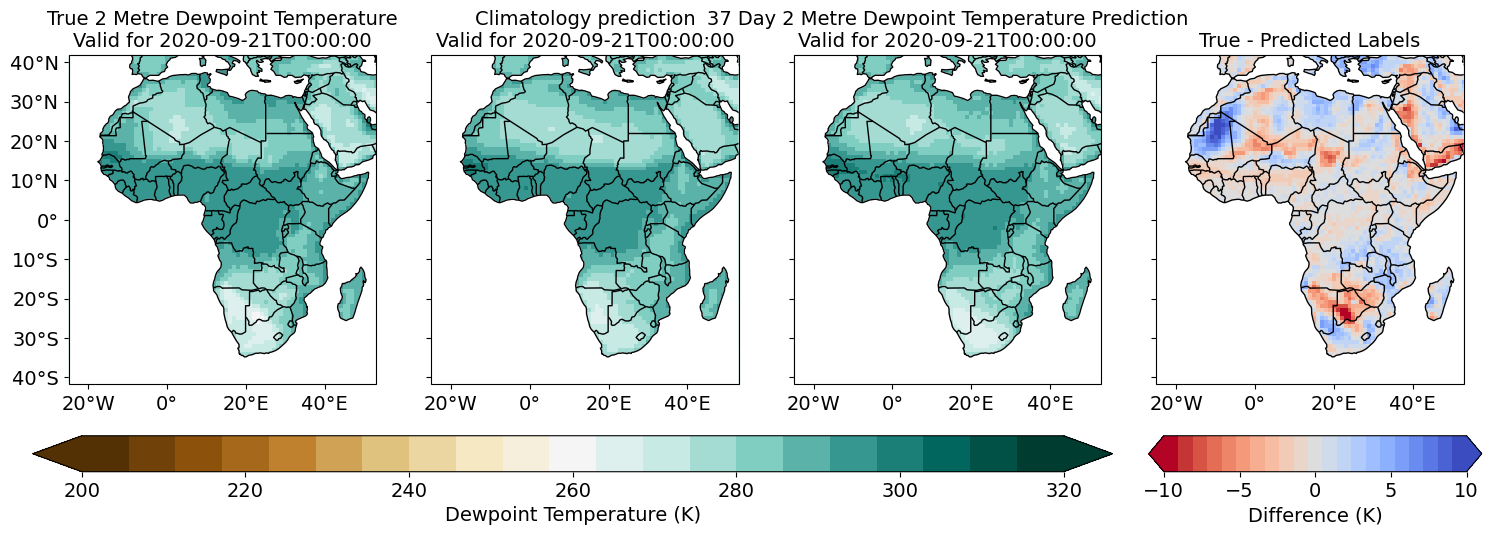 True 2 Metre Dewpoint Temperature
Valid for 2020-09-21T00:00:00
Climatology prediction  37 Day 2 Metre Dewpoint Temperature Prediction
Valid for 2020-09-21T00:00:00
Valid for 2020-09-21T00:00:00
True - Predicted Labels
40°N
30°N
20°N
10°N
0°
10°S
20°S
30°S
40°S
20°W 0° 20°E 40°E
20°W 0° 20°E 40°E
20°W 0° 20°E 40°E
20°W 0° 20°E 40°E
200 220 240 260 280 300 320
Dewpoint Temperature (K)
−10 −5 0 5 10
Difference (K)